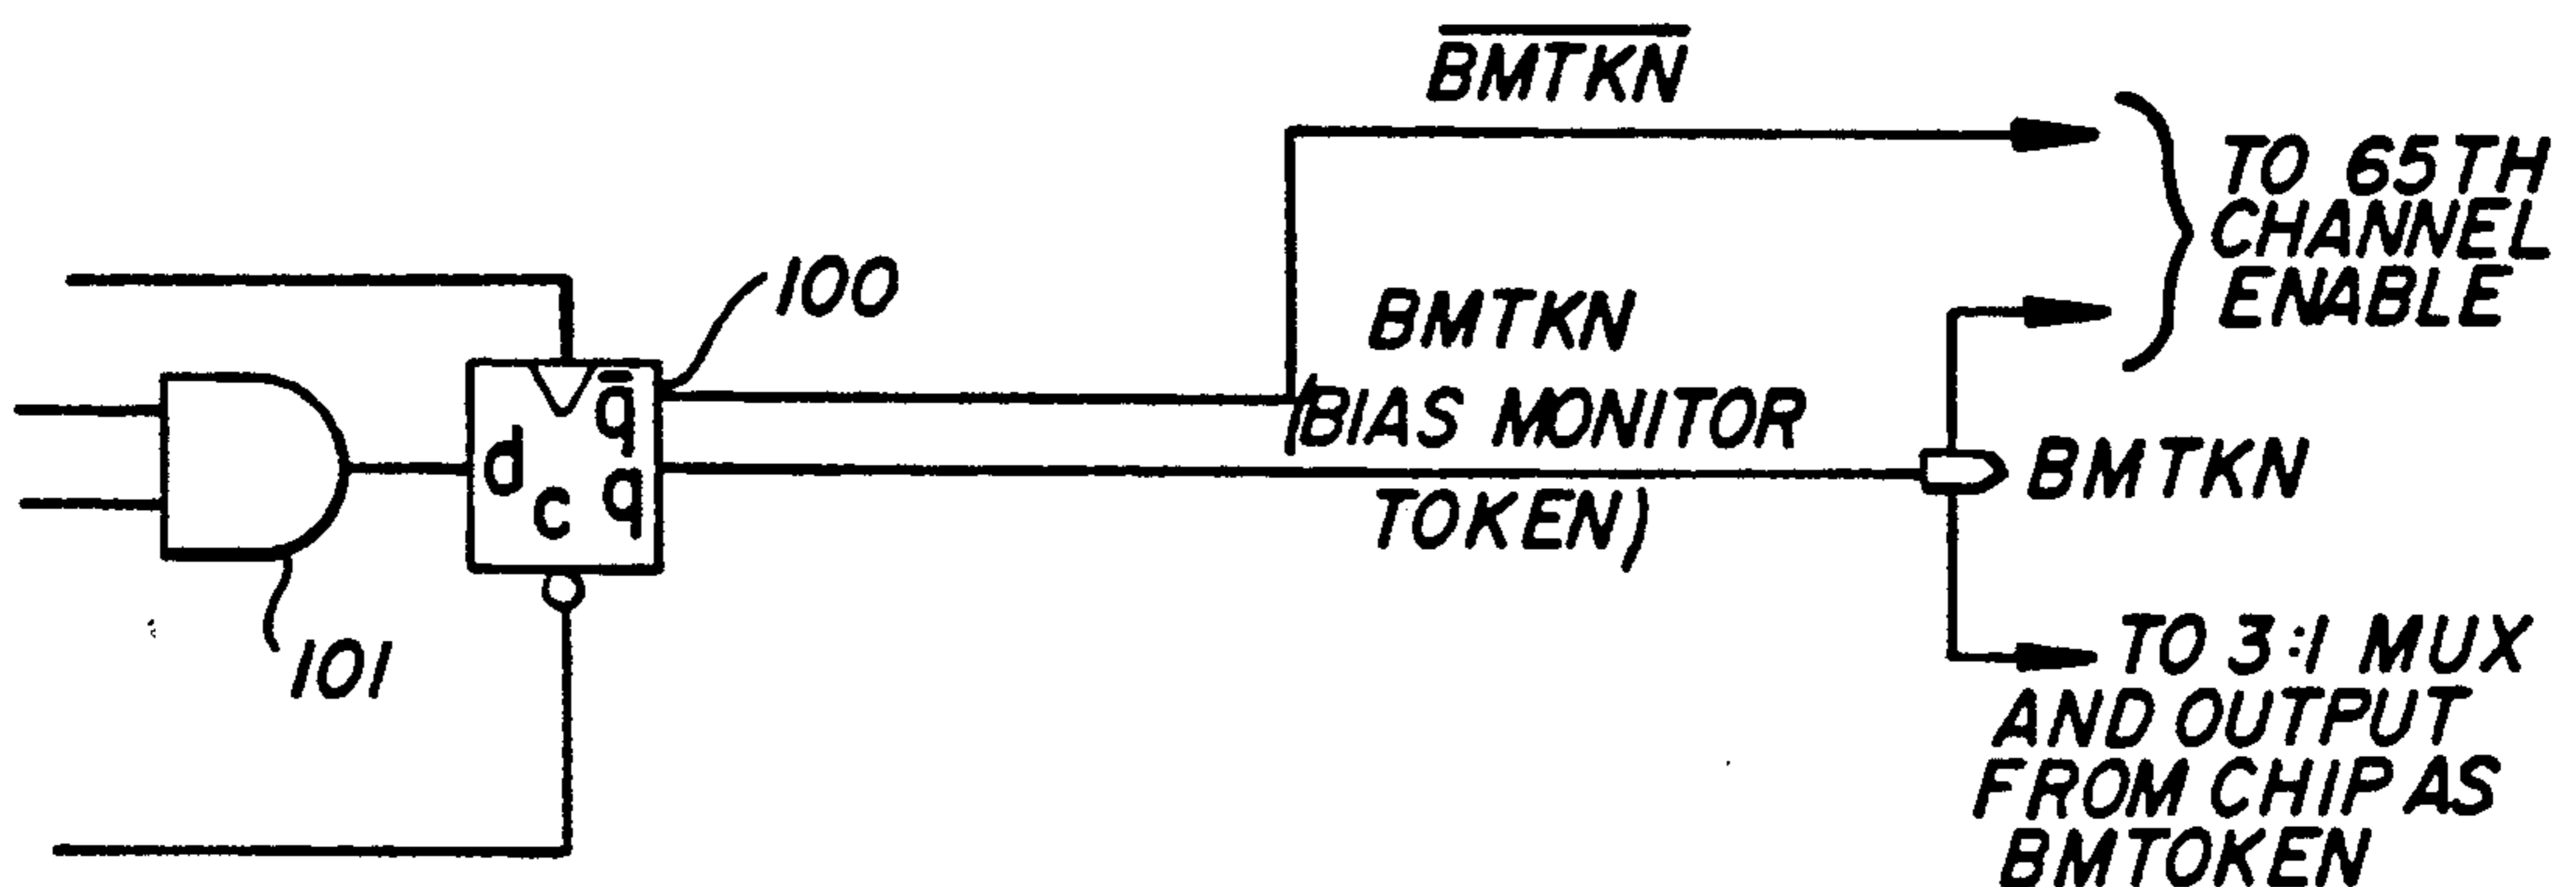 B̅M̅T̅K̅N̅
TO 65TH
CHANNEL
ENABLE
100
BMTKN
(BIAS MONITOR
TOKEN)
q̅
d
c
q
BMTKN
101
TO 3:1 MUX
AND OUTPUT
FROM CHIP AS
BMTOKEN